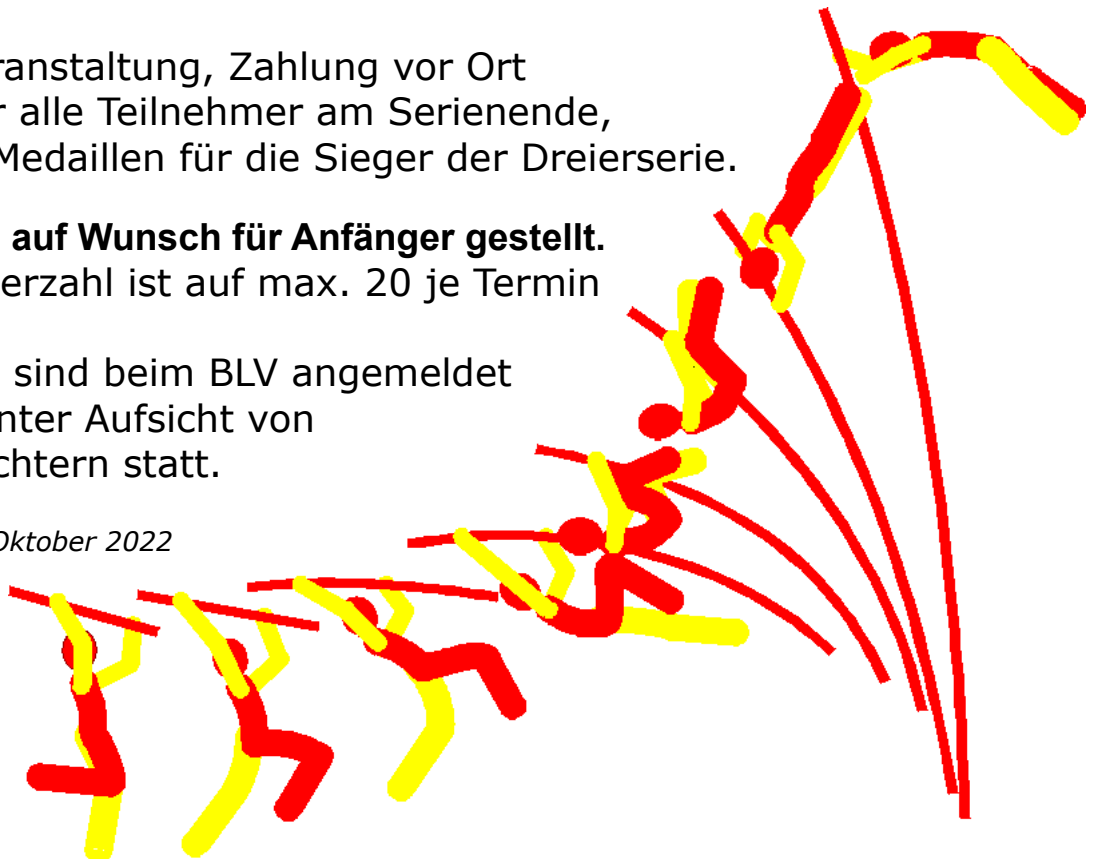 ranstaltung, Zahlung vor Ort
r alle Teilnehmer am Serienende,
Medaillen für die Sieger der Dreierserie.
auf Wunsch für Anfänger gestellt.
erzahl ist auf max. 20 je Termin
sind beim BLV angemeldet
nter Aufsicht von
chtern statt.
Oktober 2022